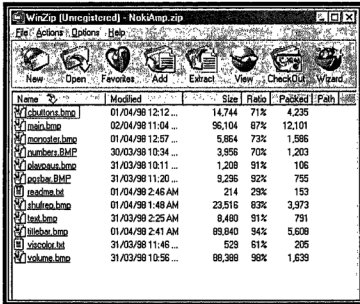 WinZip (Unregistered) - NokiAmp.zip
File Actions Options Help
New Open Favorites Add Extract View CheckOut Wizard
Name Modified Size Ratio Packed Path
cbuttons.bmp 01/04/98 12:12... 14,744 71% 4,235
main.bmp 02/04/98 11:04... 96,104 87% 12,101
monoster.bmp 01/04/98 12:57... 5,864 73% 1,586
numbers.BMP 30/03/98 10:34... 3,956 70% 1,203
playpaus.bmp 31/03/98 10:11... 1,208 91% 106
posbar.BMP 31/03/98 11:20... 9,296 92% 755
readme.txt 01/04/98 2:46 AM 214 29% 153
shufrep.bmp 01/04/98 1:48 AM 23,516 83% 3,973
text.bmp 31/03/98 2:25 AM 8,480 91% 791
titlebar.bmp 01/04/98 2:41 AM 89,840 94% 5,608
viscolor.txt 31/03/98 11:46... 529 61% 205
volume.bmp 31/03/98 10:56... 88,388 98% 1,639